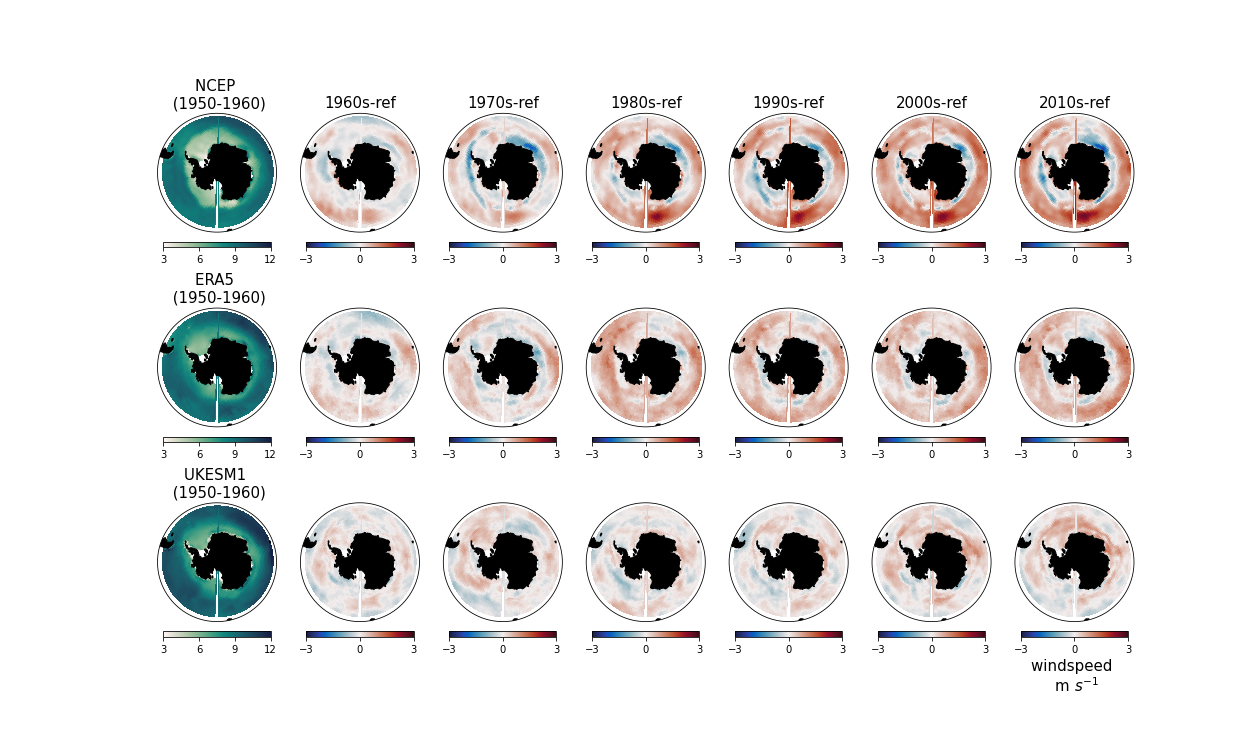 NCEP
(1950-1960)
1960s-ref
1970s-ref
1980s-ref
1990s-ref
2000s-ref
2010s-ref
3 6 9 12
−3 0 3
−3 0 3
−3 0 3
−3 0 3
−3 0 3
−3 0 3
ERA5
(1950-1960)
3 6 9 12
−3 0 3
−3 0 3
−3 0 3
−3 0 3
−3 0 3
−3 0 3
UKESM1
(1950-1960)
3 6 9 12
−3 0 3
−3 0 3
−3 0 3
−3 0 3
−3 0 3
−3 0 3
windspeed
m s⁻¹